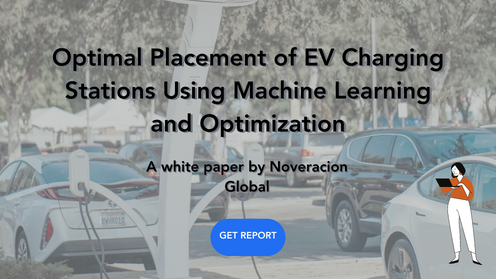 Optimal Placement of EV Charging
Stations Using Machine Learning
and Optimization
A white paper by Noveracion
Global
GET REPORT